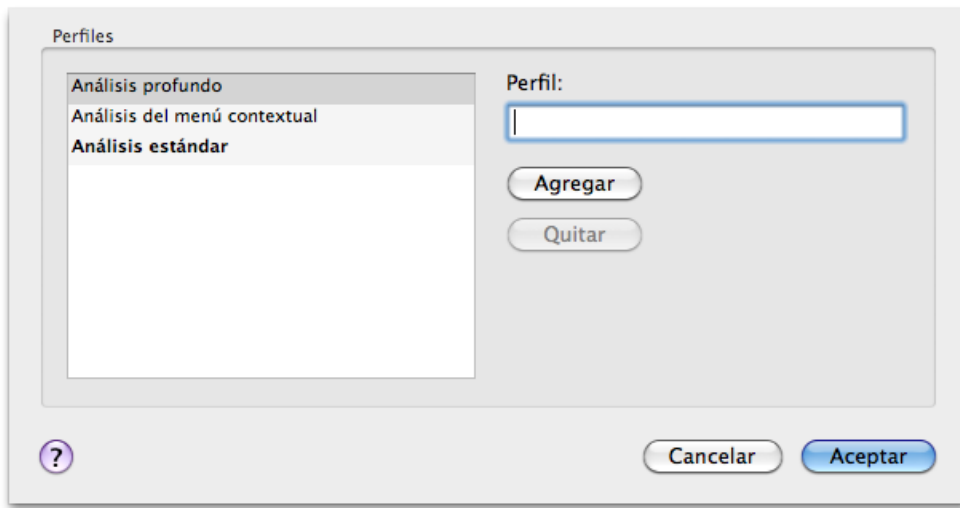 Perfiles
Análisis profundo
Análisis del menú contextual
Análisis estándar
Perfil:
Agregar
Quitar
?
Cancelar
Aceptar